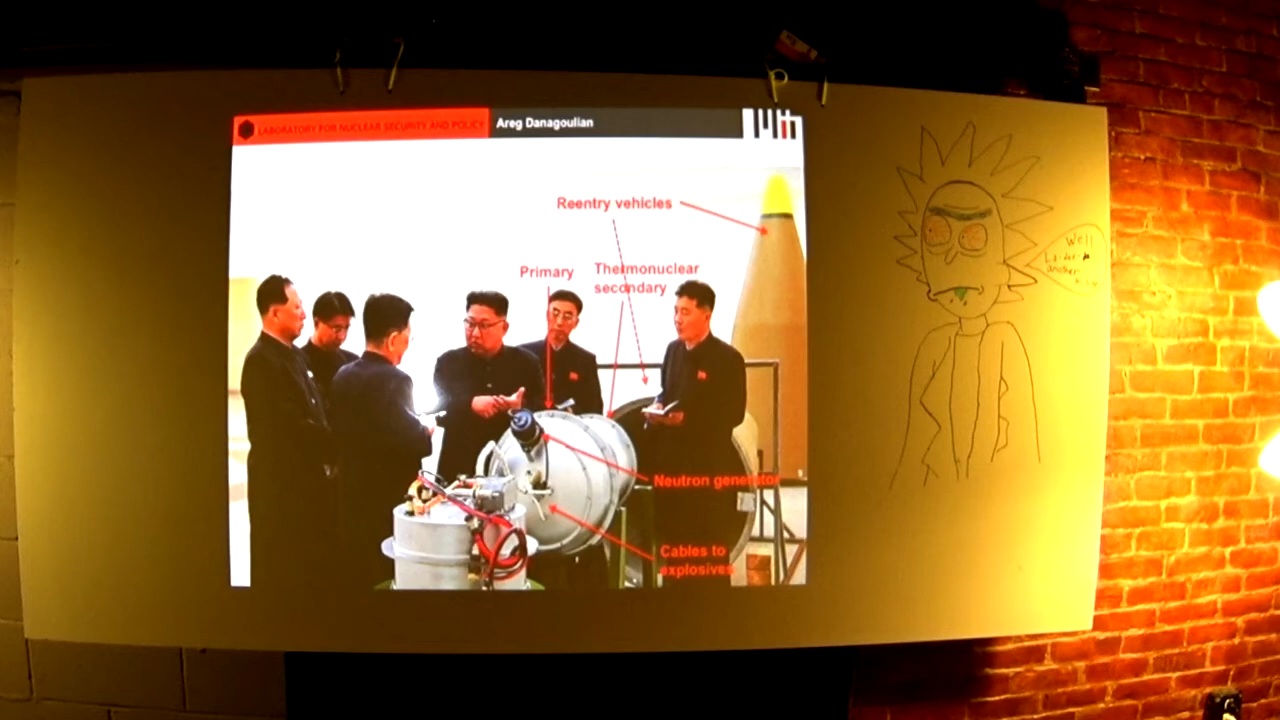 LABORATORY FOR NUCLEAR SECURITY AND POLICY
Areg Danagoulian
Reentry vehicles
Primary
Thermonuclear
secondary
Neutron generator
Cables to
explosives
Well
another